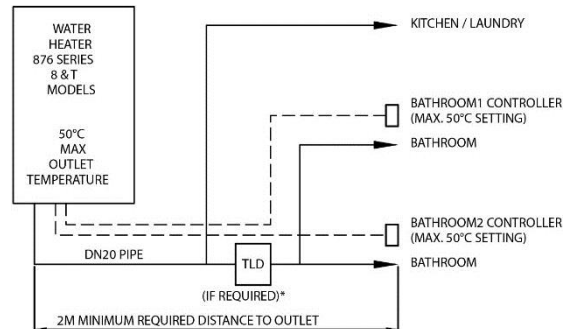 WATER
HEATER
876 SERIES
8 & T
MODELS
50°C
MAX
OUTLET
TEMPERATURE
KITCHEN / LAUNDRY
BATHROOM1 CONTROLLER
(MAX. 50°C SETTING)
BATHROOM
BATHROOM2 CONTROLLER
(MAX. 50°C SETTING)
BATHROOM
DN20 PIPE
TLD
(IF REQUIRED)*
2M MINIMUM REQUIRED DISTANCE TO OUTLET